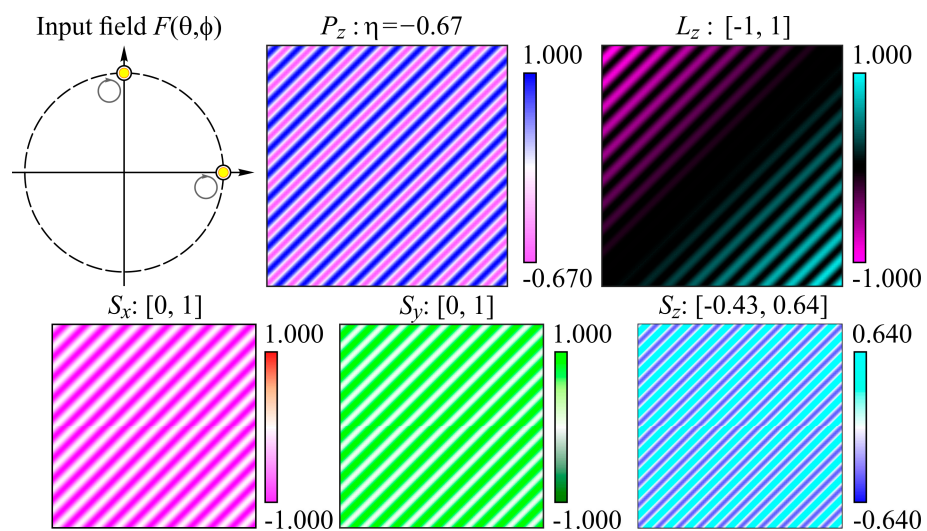 Input field F(θ,ϕ)
P_z : η=−0.67
L_z : [-1, 1]
1.000
-0.670
1.000
-1.000
S_x: [0, 1]
S_y: [0, 1]
S_z: [-0.43, 0.64]
1.000
-1.000
1.000
-1.000
0.640
-0.640